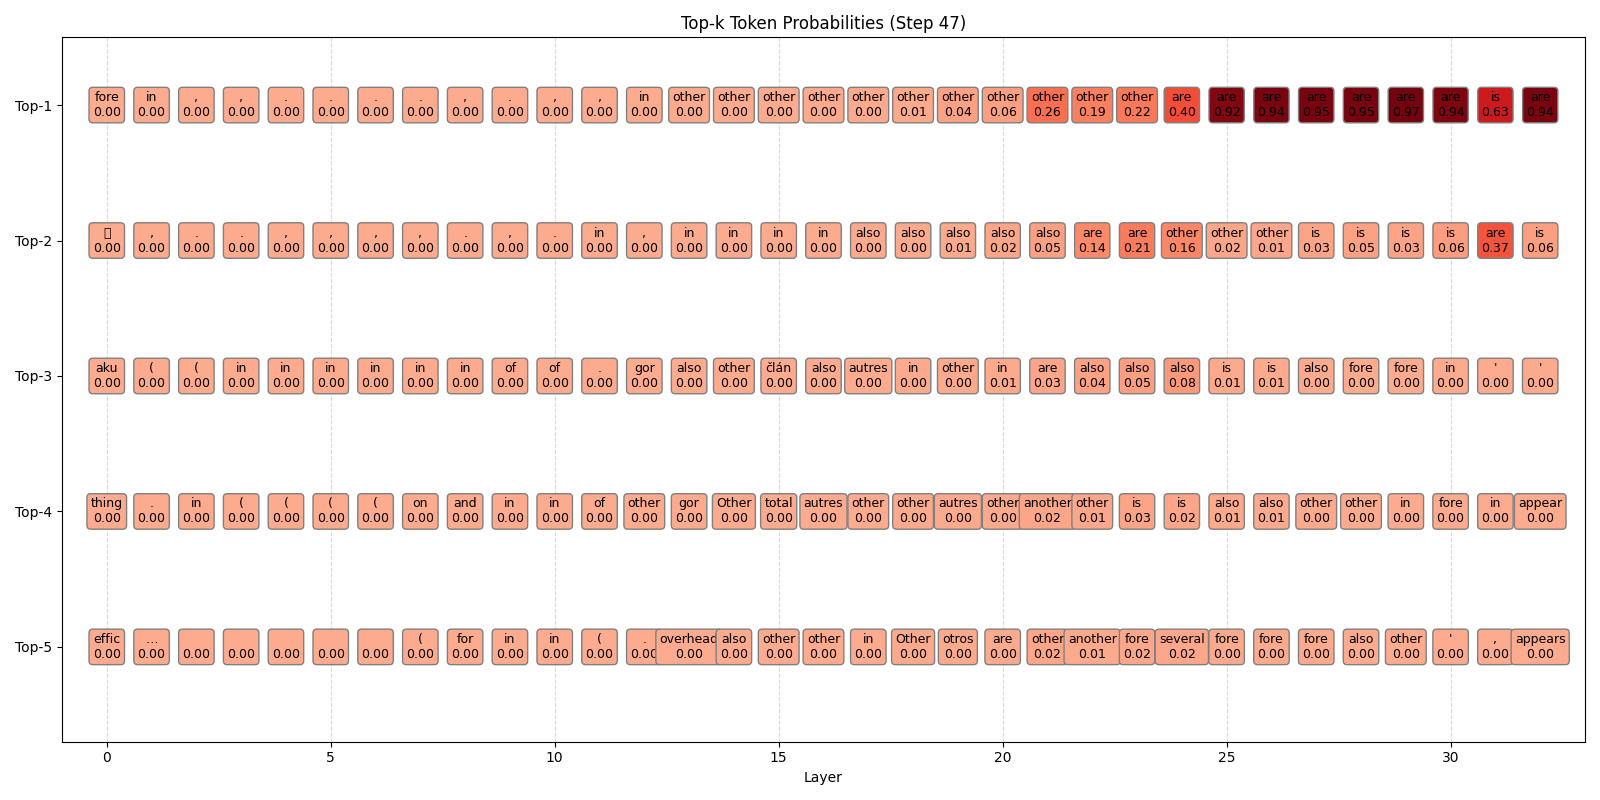 Top-k Token Probabilities (Step 47)
fore in , , . . . . , . , , in other other other other other other other other other other other are are are are are are are is are
Top-1 0.00 0.00 0.00 0.00 0.00 0.00 0.00 0.00 0.00 0.00 0.00 0.00 0.00 0.00 0.00 0.00 0.00 0.00 0.01 0.04 0.06 0.26 0.19 0.22 0.40 0.92 0.94 0.95 0.95 0.97 0.94 0.63 0.94
, . . , , , , . , . in , in in in in also also also also also are are other other other is is is is are is
Top-2 0.00 0.00 0.00 0.00 0.00 0.00 0.00 0.00 0.00 0.00 0.00 0.00 0.00 0.00 0.00 0.00 0.00 0.00 0.00 0.01 0.02 0.05 0.14 0.21 0.16 0.02 0.01 0.03 0.05 0.03 0.06 0.37 0.06
aku ( ( in in in in in in of of . gor also other člán also autres in other in are also also also is is also fore fore in ' '
Top-3 0.00 0.00 0.00 0.00 0.00 0.00 0.00 0.00 0.00 0.00 0.00 0.00 0.00 0.00 0.00 0.00 0.00 0.00 0.00 0.00 0.01 0.03 0.04 0.05 0.08 0.01 0.01 0.00 0.00 0.00 0.00 0.00 0.00
thing . in ( ( ( ( on and in in of other gor Other total autres other other autres other another other is is also also other other in fore in appear
Top-4 0.00 0.00 0.00 0.00 0.00 0.00 0.00 0.00 0.00 0.00 0.00 0.00 0.00 0.00 0.00 0.00 0.00 0.00 0.00 0.00 0.00 0.02 0.01 0.03 0.02 0.01 0.01 0.00 0.00 0.00 0.00 0.00 0.00
effic ... ( for in in ( . overhead also other other in Other otros are other another fore several fore fore fore also other ' , appears
Top-5 0.00 0.00 0.00 0.00 0.00 0.00 0.00 0.00 0.00 0.00 0.00 0.00 0.00 0.00 0.00 0.00 0.00 0.00 0.00 0.00 0.00 0.02 0.01 0.02 0.02 0.00 0.00 0.00 0.00 0.00 0.00 0.00 0.00
0 5 10 15 20 25 30
Layer